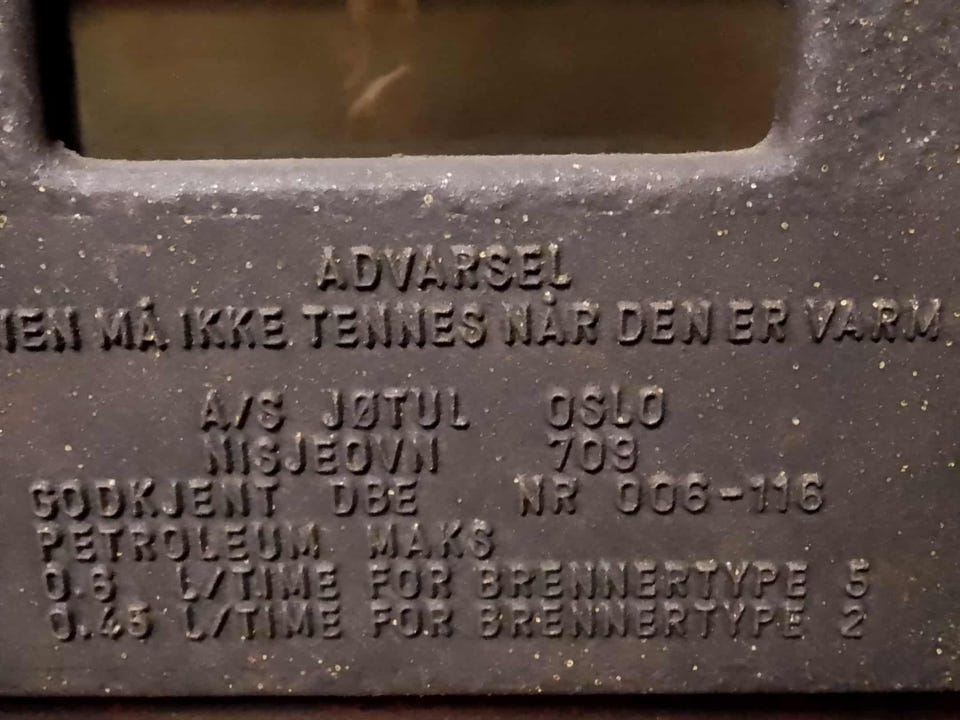 ADVARSEL
NEN MÅ IKKE TENNES NÅR DEN ER VARM
A/S JØTUL OSLO
NISJEOVN 709
GODKJENT DBE NR 006-116
PETROLEUM MAKS
0.6 L/TIME FOR BRENNERTYPE 5
0.45 L/TIME FOR BRENNERTYPE 2